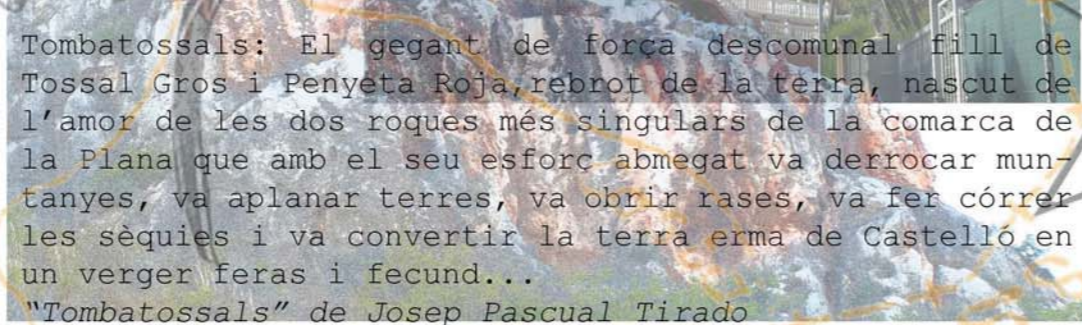 Tombatossals: El gegant de força descomunal fill de
Tossal Gros i Penyeta Roja,rebrot de la terra, nascut de
l’amor de les dos roques més singulars de la comarca de
la Plana que amb el seu esforç abmegat va derrocar mun-
tanyes, va aplanar terres, va obrir rases, va fer córrer
les sèquies i va convertir la terra erma de Castelló en
un verger feras i fecund...
“Tombatossals” de Josep Pascual Tirado